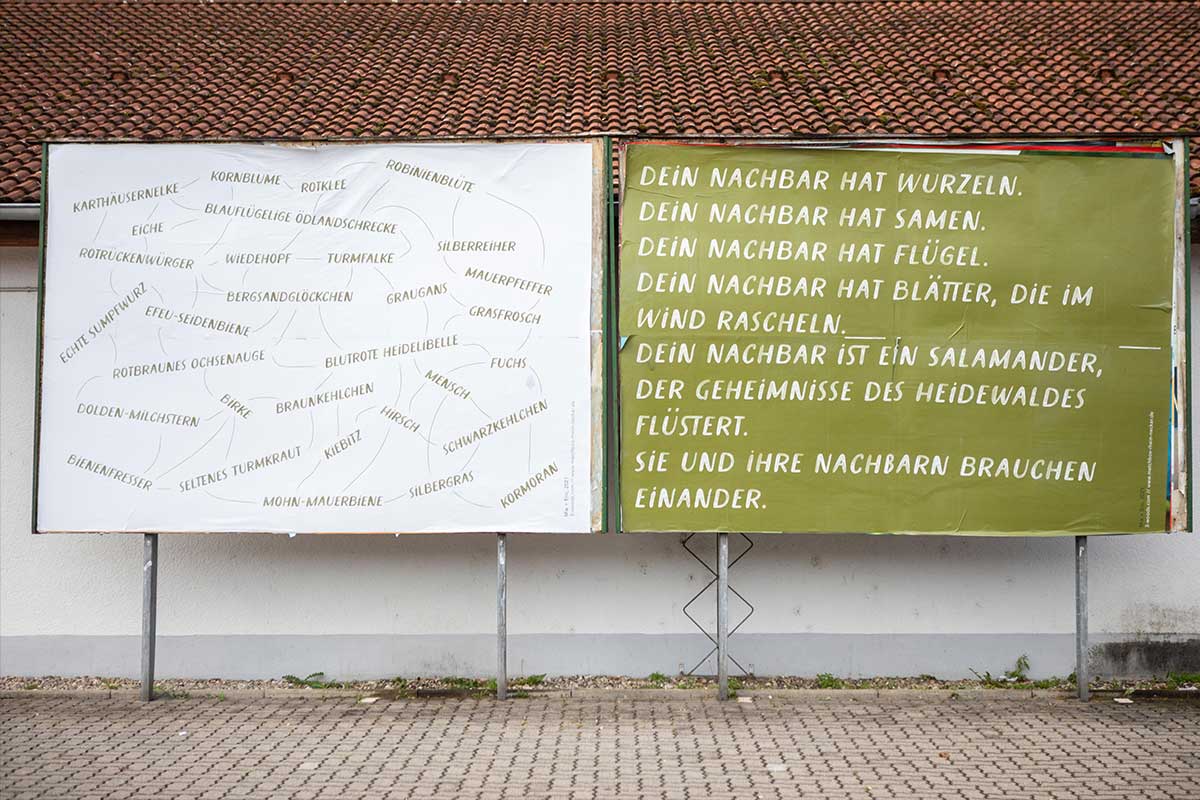 ROBINIENBLÜTE
KORNBLUME
ROTKLEE
KARTHÄUSERNELKE
BLAUFLÜGELIGE ÖDLANDSCHRECKE
EICHE
SILBERREIHER
ROTRÜCKENWÜRGER
WIEDEHOPF
TURMFALKE
MAUERPFEFFER
BERGSANDGLÖCKCHEN
GRAUGANS
ECHTE SUMPFWURZ
EFEU-SEIDENBIENE
GRASFROSCH
ROTBRAUNES OCHSENAUGE
BLUTROTE HEIDELIBELLE
FUCHS
MENSCH
BIRKE
BRAUNKEHLCHEN
DOLDEN-MILCHSTERN
HIRSCH
SCHWARZKEHLCHEN
KIEBITZ
BIENENFRESSER
SELTENES TURMKRAUT
SILBERGRAS
KORMORAN
MOHN-MAUERBIENE
DEIN NACHBAR HAT WURZELN.
DEIN NACHBAR HAT SAMEN.
DEIN NACHBAR HAT FLÜGEL.
DEIN NACHBAR HAT BLÄTTER, DIE IM
WIND RASCHELN.
DEIN NACHBAR IST EIN SALAMANDER,
DER GEHEIMNISSE DES HEIDEWALDES
FLÜSTERT.
SIE UND IHRE NACHBARN BRAUCHEN
EINANDER.